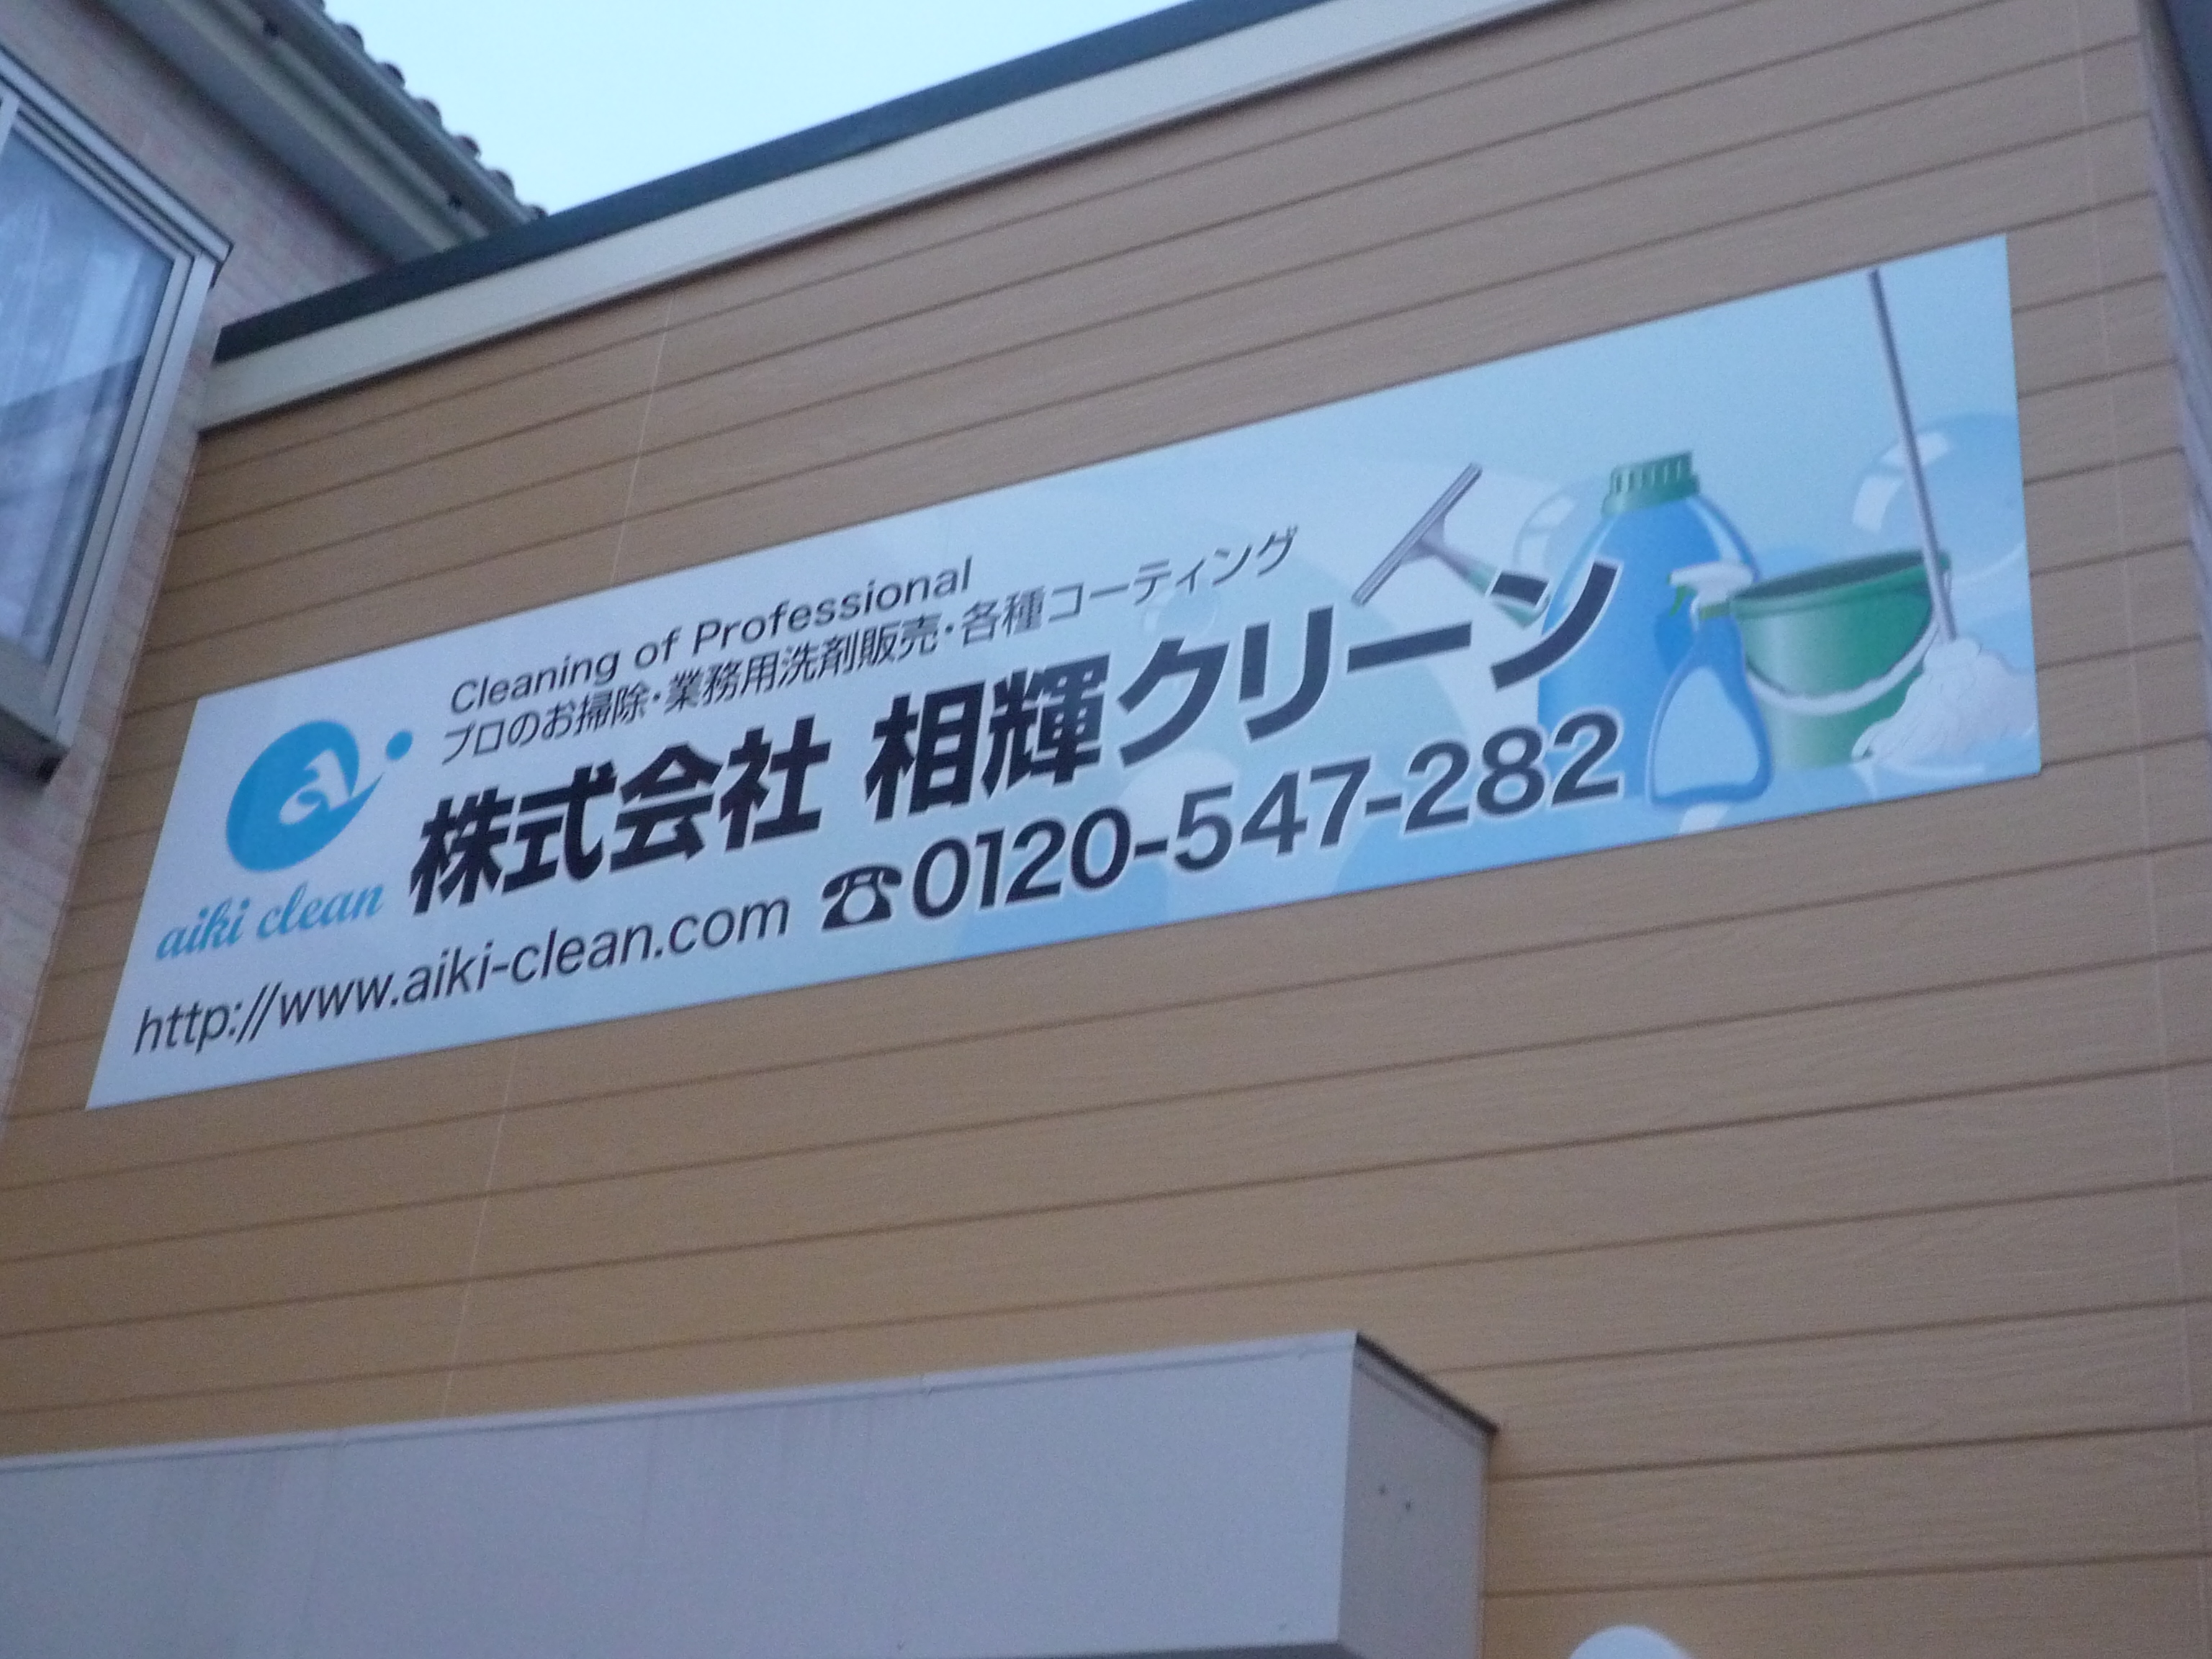 Cleaning of Professional
プロのお掃除・業務用洗剤販売・各種コーティング
株式会社 相輝クリーン
aiki clean
http://www.aiki-clean.com ☎0120-547-282